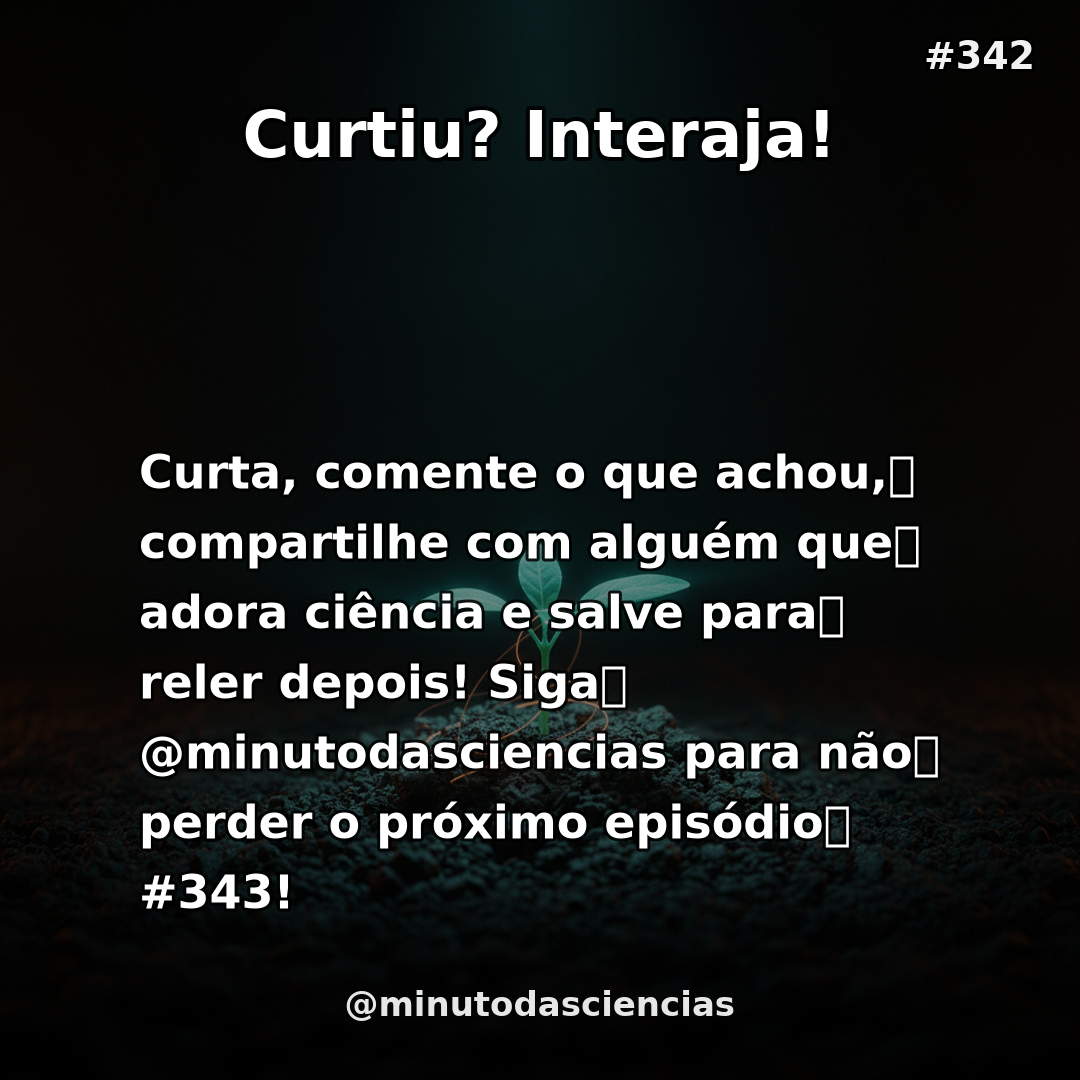 #342
Curtiu? Interaja!
Curta, comente o que achou,
compartilhe com alguém que
adora ciência e salve para
reler depois! Siga
@minutodasciencias para não
perder o próximo episódio
#343!
@minutodasciencias